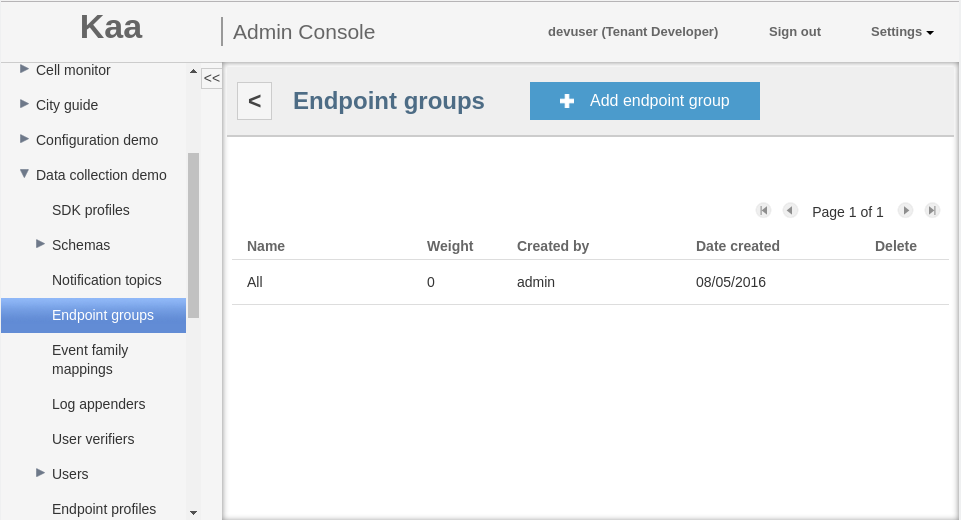 Kaa
Admin Console
devuser (Tenant Developer)
Sign out
Settings
Cell monitor
City guide
Configuration demo
Data collection demo
SDK profiles
Schemas
Notification topics
Endpoint groups
Event family
mappings
Log appenders
User verifiers
Users
Endpoint profiles
<<
<
Endpoint groups
Add endpoint group
Page 1 of 1
Name Weight Created by Date created Delete
All 0 admin 08/05/2016